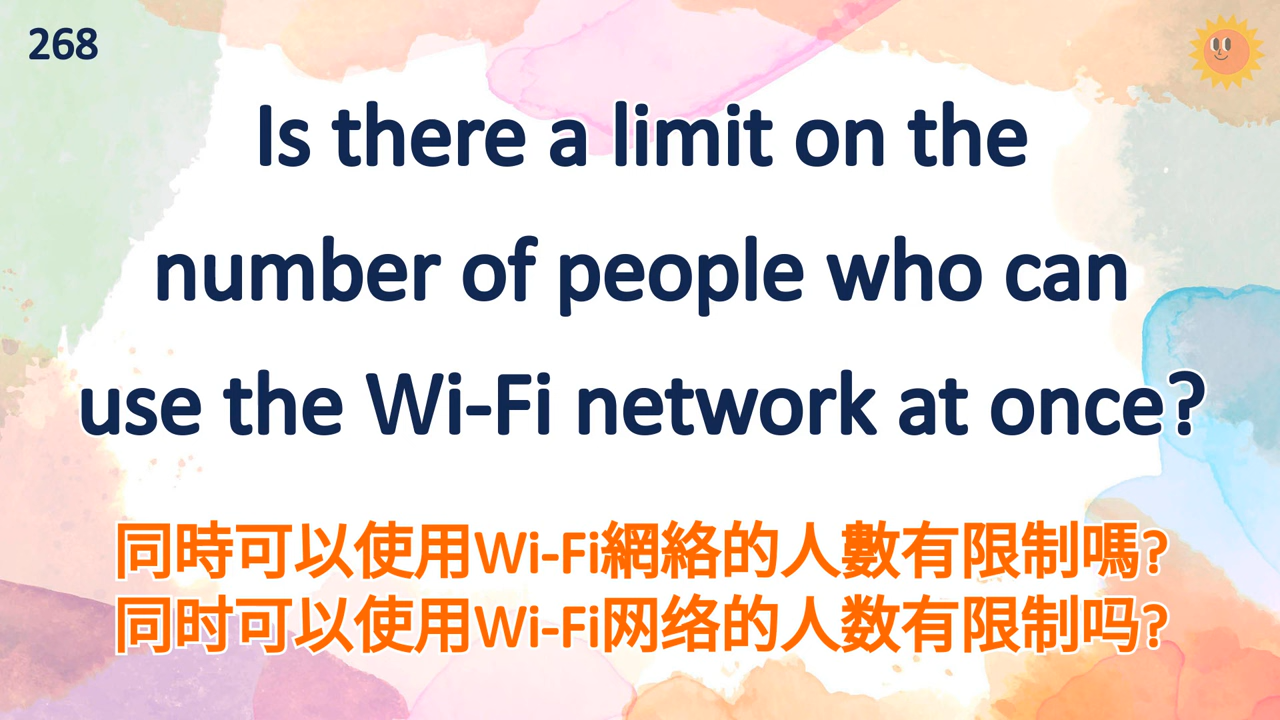 268
Is there a limit on the
number of people who can
use the Wi-Fi network at once?
同時可以使用Wi-Fi網絡的人數有限制嗎?
同时可以使用Wi-Fi网络的人数有限制吗?